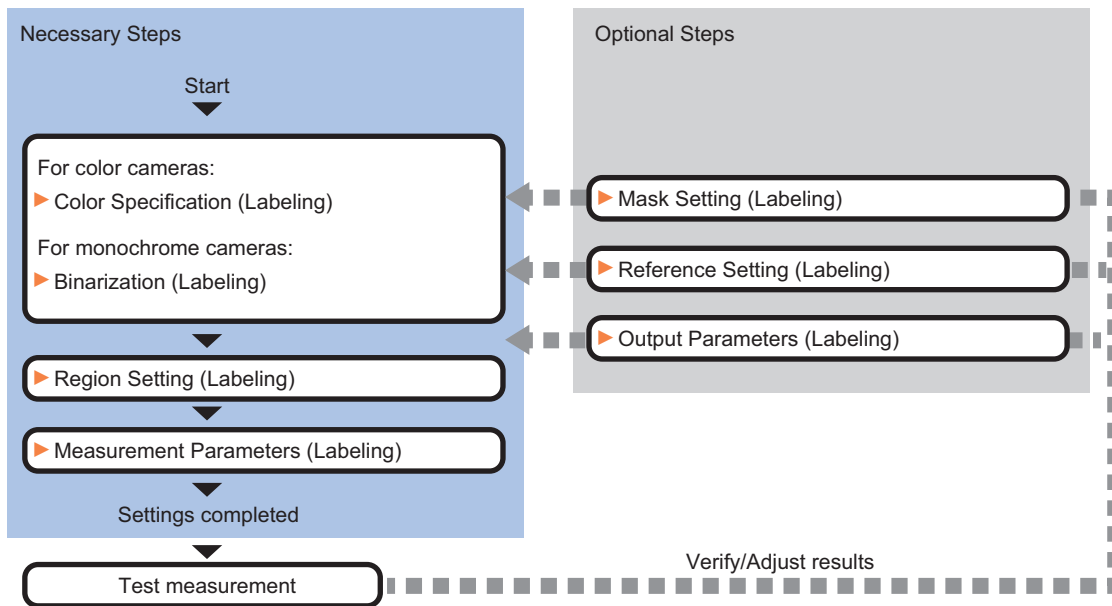 Necessary Steps
Start
For color cameras:
Color Specification (Labeling)
For monochrome cameras:
Binarization (Labeling)
Region Setting (Labeling)
Measurement Parameters (Labeling)
Settings completed
Test measurement
Optional Steps
Mask Setting (Labeling)
Reference Setting (Labeling)
Output Parameters (Labeling)
Verify/Adjust results